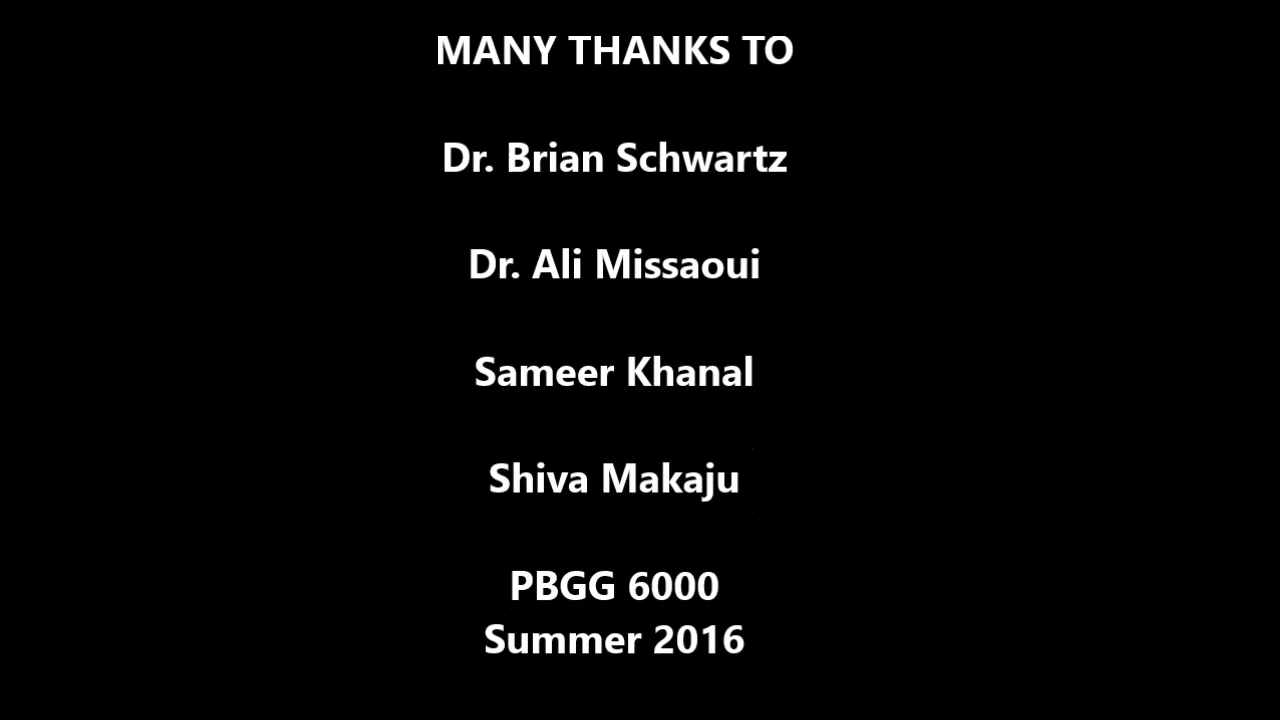 MANY THANKS TO
Dr. Brian Schwartz
Dr. Ali Missaoui
Sameer Khanal
Shiva Makaju
PBGG 6000
Summer 2016